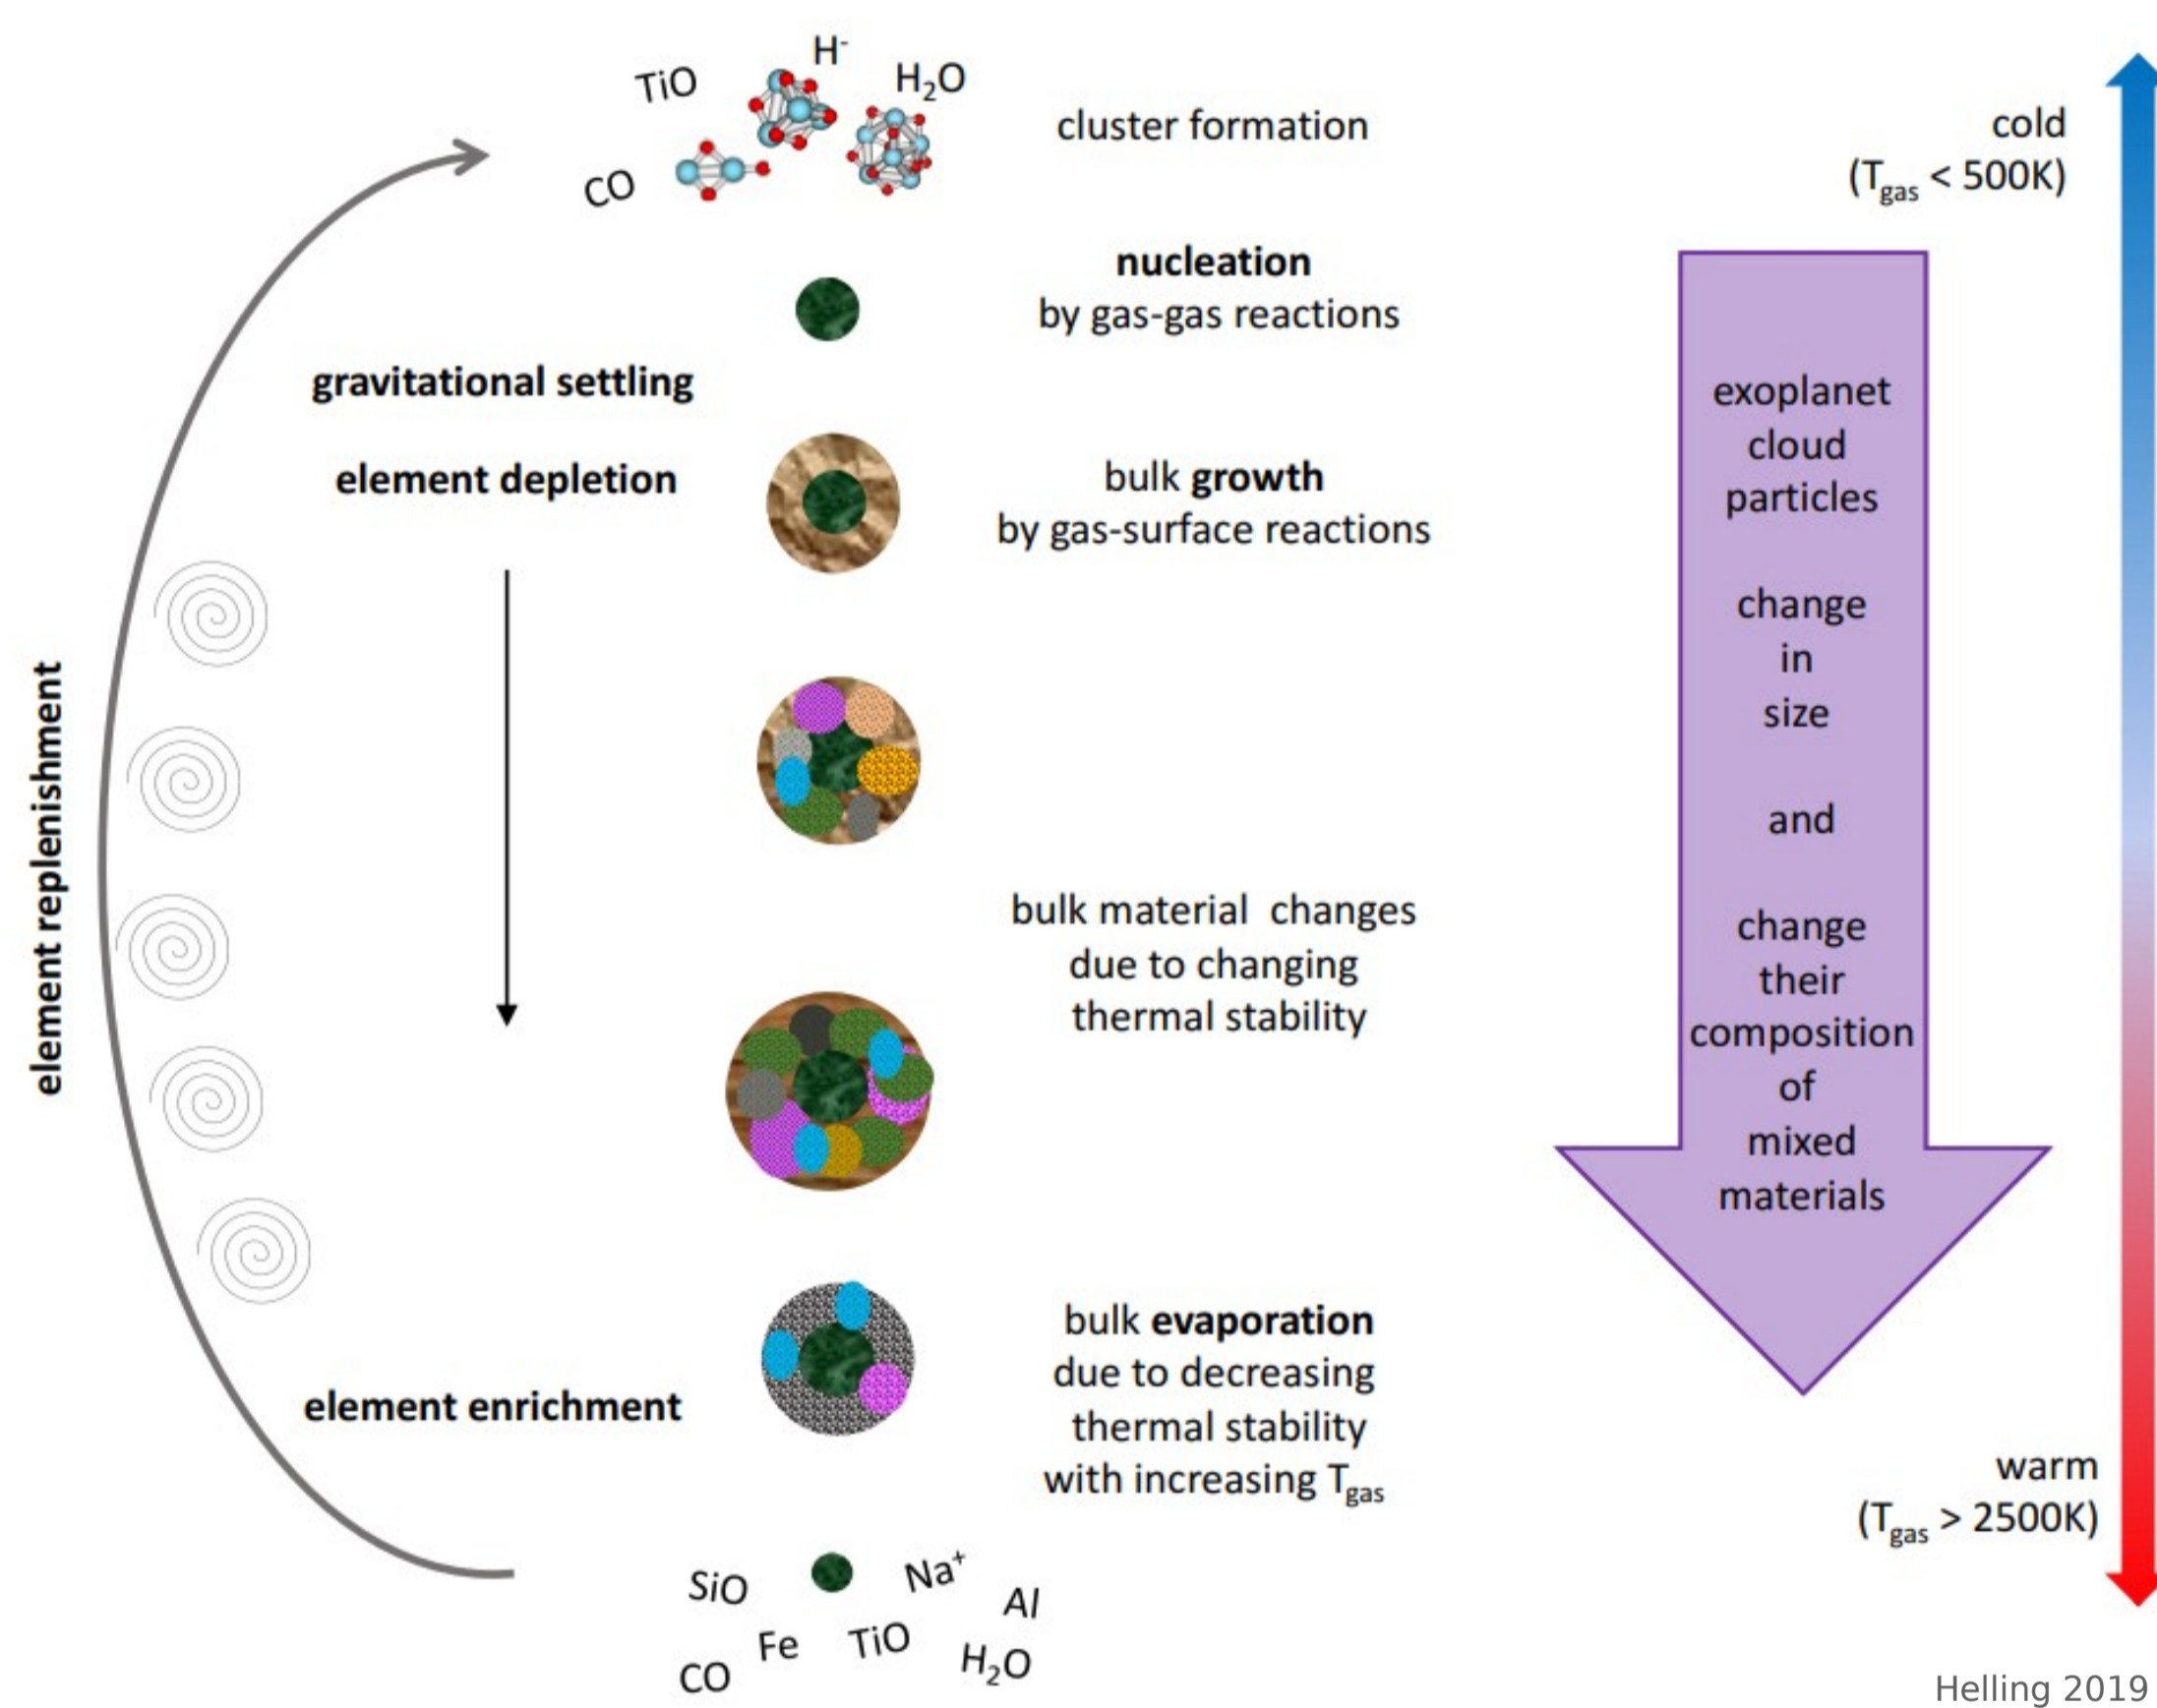 TiO
H⁻
H₂O
CO
cluster formation
cold
(T_gas < 500K)
nucleation
by gas-gas reactions
gravitational settling
element depletion
bulk growth
by gas-surface reactions
exoplanet
cloud
particles
change
in
size
and
change
their
composition
of
mixed
materials
element replenishment
bulk material changes
due to changing
thermal stability
element enrichment
bulk evaporation
due to decreasing
thermal stability
with increasing T_gas
warm
(T_gas > 2500K)
SiO
Na⁺
Al
Fe
TiO
CO
H₂O
Helling 2019